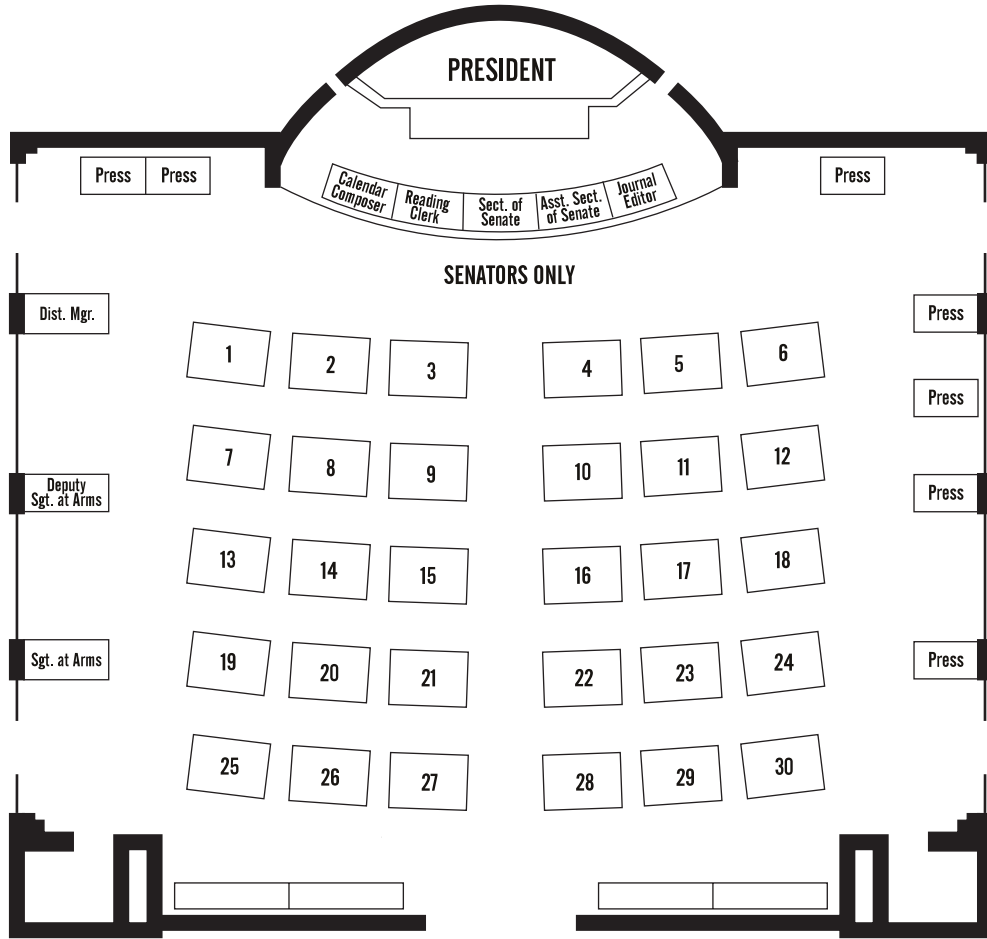 PRESIDENT
Press Press Press
Calendar
Composer
Reading
Clerk
Sect. of
Senate
Asst. Sect.
of Senate
Journal
Editor
SENATORS ONLY
Dist. Mgr. Press
1 2 3 4 5 6
Press
7 8 9 10 11 12
Deputy
Sgt. at Arms
Press
13 14 15 16 17 18
Sgt. at Arms
19 20 21 22 23 24
Press
25 26 27 28 29 30